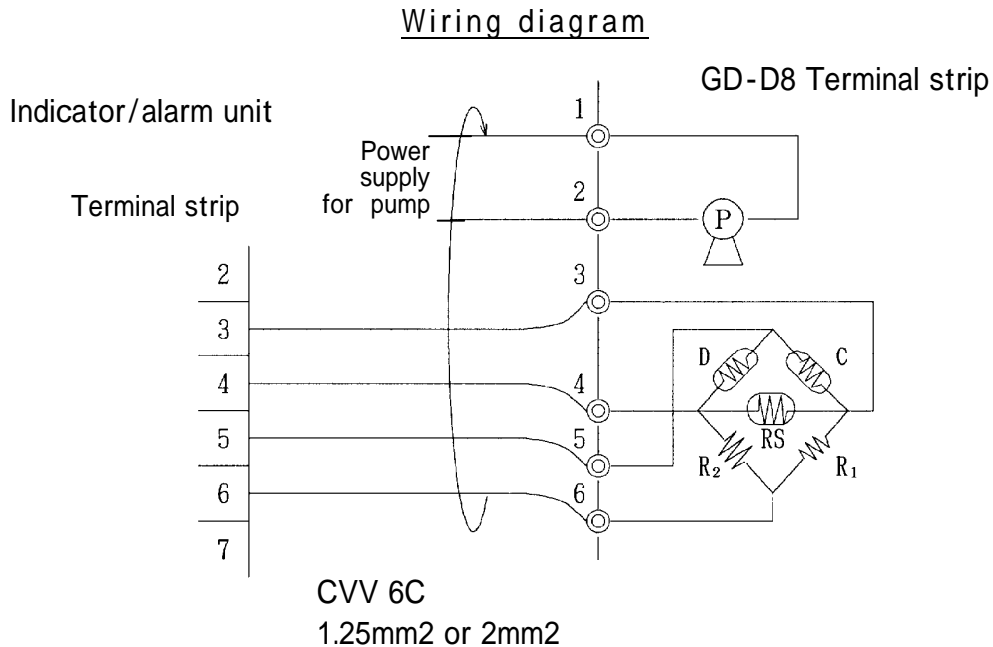 Wiring diagram
GD-D8 Terminal strip
Indicator/alarm unit
Power
supply
for pump
Terminal strip
1
2
3
4
5
6
P
2
3
4
5
6
7
D
C
RS
R₂
R₁
CVV 6C
1.25mm2 or 2mm2